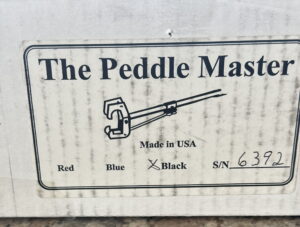 The Peddle Master
Made in USA
Red Blue X Black S/N 6392